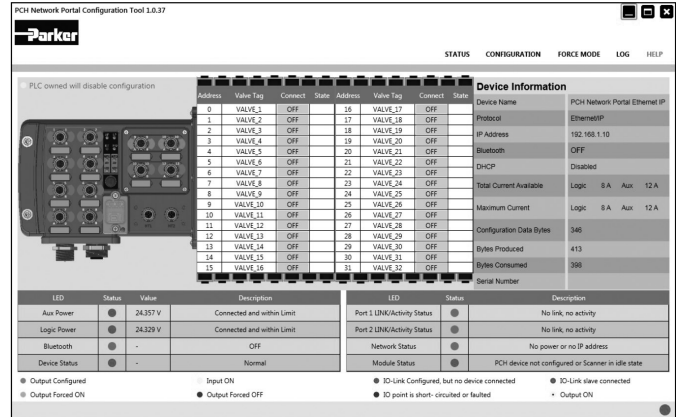 PCH Network Portal Configuration Tool 1.0.37
Parker
STATUS CONFIGURATION FORCE MODE LOG HELP
PLC owned will disable configuration
Address Valve Tag Connect State Address Valve Tag Connect State
0 VALVE_1 OFF 16 VALVE_17 OFF
1 VALVE_2 OFF 17 VALVE_18 OFF
2 VALVE_3 OFF 18 VALVE_19 OFF
3 VALVE_4 OFF 19 VALVE_20 OFF
4 VALVE_5 OFF 20 VALVE_21 OFF
5 VALVE_6 OFF 21 VALVE_22 OFF
6 VALVE_7 OFF 22 VALVE_23 OFF
7 VALVE_8 OFF 23 VALVE_24 OFF
8 VALVE_9 OFF 24 VALVE_25 OFF
9 VALVE_10 OFF 25 VALVE_26 OFF
10 VALVE_11 OFF 26 VALVE_27 OFF
11 VALVE_12 OFF 27 VALVE_28 OFF
12 VALVE_13 OFF 28 VALVE_29 OFF
13 VALVE_14 OFF 29 VALVE_30 OFF
14 VALVE_15 OFF 30 VALVE_31 OFF
15 VALVE_16 OFF 31 VALVE_32 OFF
Device Information
Device Name PCH Network Portal Ethernet IP
Protocol Ethernet/IP
IP Address 192.168.1.10
Bluetooth OFF
DHCP Disabled
Total Current Available Logic 8 A Aux 12 A
Maximum Current Logic 8 A Aux 12 A
Configuration Data Bytes 346
Bytes Produced 413
Bytes Consumed 398
Serial Number
LED Status Value Description
Aux Power 24.357 V Connected and within Limit
Logic Power 24.329 V Connected and within Limit
Bluetooth - OFF
Device Status - Normal
LED Status Description
Port 1 LINK/Activity Status No link, no activity
Port 2 LINK/Activity Status No link, no activity
Network Status No power or no IP address
Module Status PCH device not configured or Scanner in idle state
Output Configured Input ON IO-Link Configured, but no device connected IO-Link slave connected
Output Forced ON Output Forced OFF IO point is short- circuited or faulted Output ON